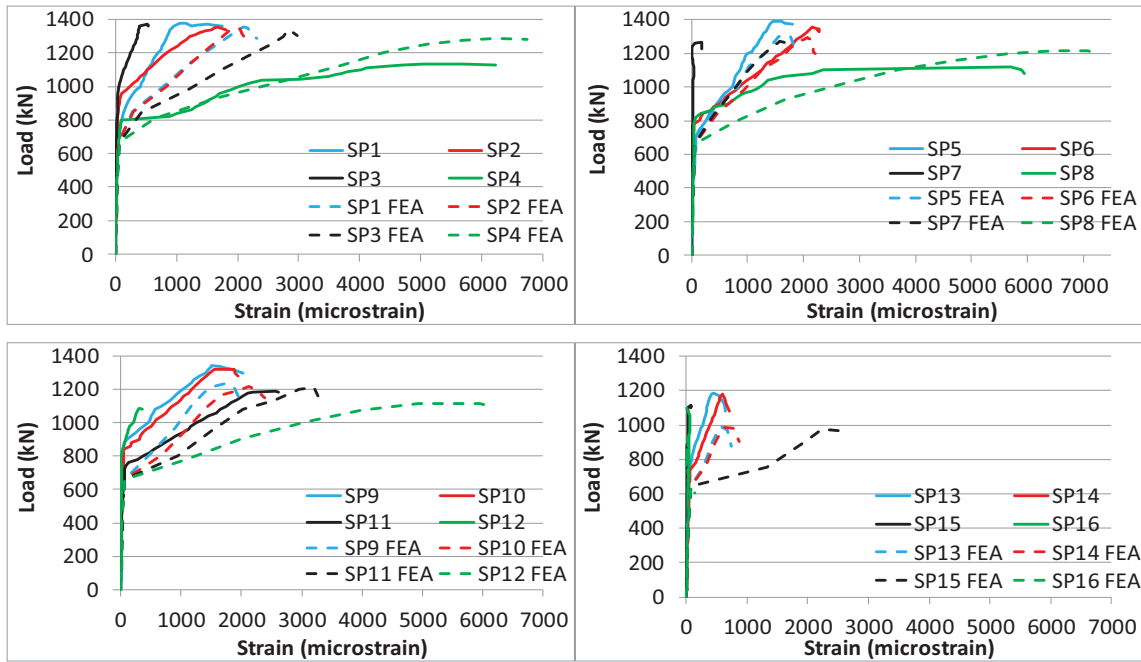 Load (kN)
1400
1200
1000
800
600
400
200
0
SP1 SP2
SP3 SP4
SP1 FEA SP2 FEA
SP3 FEA SP4 FEA
0 1000 2000 3000 4000 5000 6000 7000
Strain (microstrain)
Load (kN)
1400
1200
1000
800
600
400
200
0
SP5 SP6
SP7 SP8
SP5 FEA SP6 FEA
SP7 FEA SP8 FEA
0 1000 2000 3000 4000 5000 6000 7000
Strain (microstrain)
Load (kN)
1400
1200
1000
800
600
400
200
0
SP9 SP10
SP11 SP12
SP9 FEA SP10 FEA
SP11 FEA SP12 FEA
0 1000 2000 3000 4000 5000 6000 7000
Strain (microstrain)
Load (kN)
1400
1200
1000
800
600
400
200
0
SP13 SP14
SP15 SP16
SP13 FEA SP14 FEA
SP15 FEA SP16 FEA
0 1000 2000 3000 4000 5000 6000 7000
Strain (microstrain)